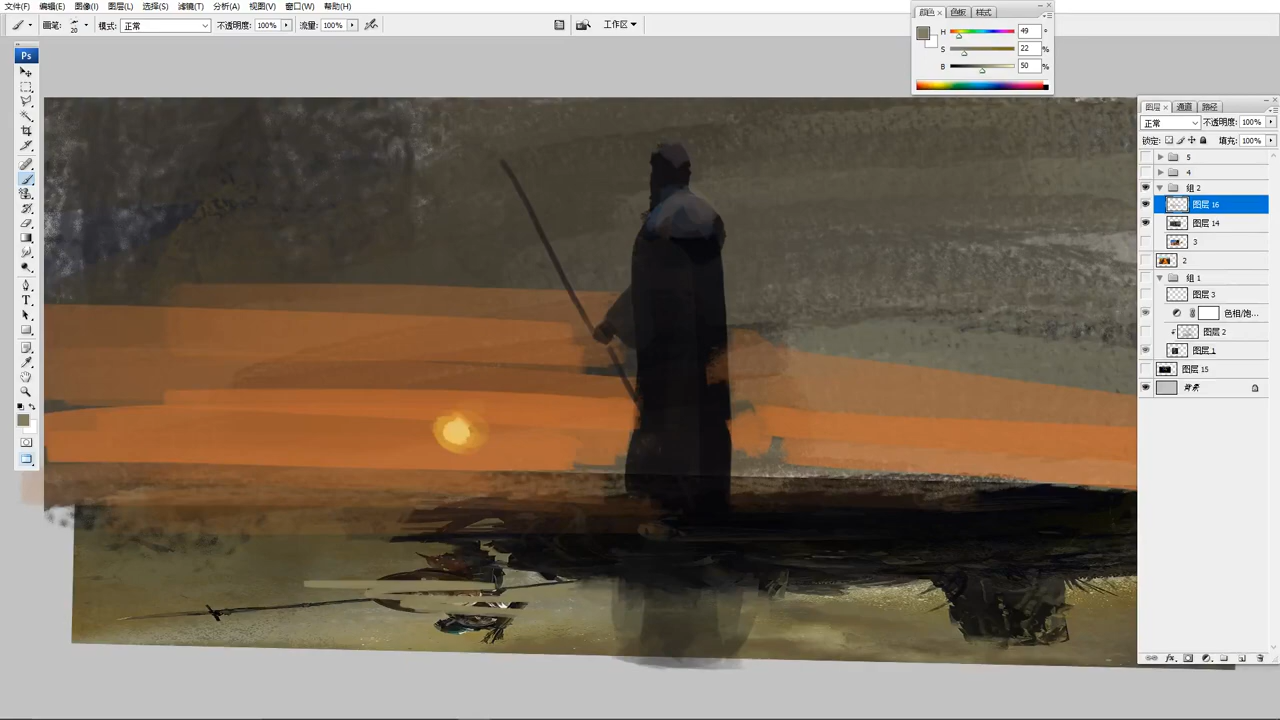 文件(F) 编辑(E) 图像(I) 图层(L) 选择(S) 滤镜(T) 分析(A) 视图(V) 窗口(W) 帮助(H)
画笔: 20 模式: 正常 不透明度: 100% 流量: 100% 工作区
Ps
颜色 色板 样式
H 49 °
S 22 %
B 50 %
图层 通道 路径
正常 不透明度: 100%
锁定: 填充: 100%
5
4
组 2
图层 16
图层 14
3
2
组 1
图层 3
色相/饱...
图层 2
图层 1
图层 15
背景